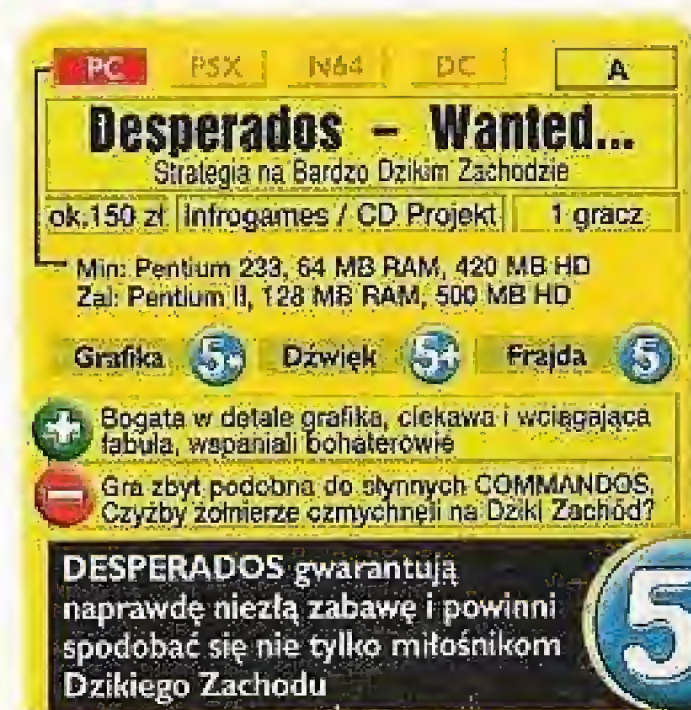 PC PSX N64 DC A
Desperados – Wanted...
Strategia na Bardzo Dzikim Zachodzie
ok.150 zł Infrogames / CD Projekt 1 gracz
Min: Pentium 233, 64 MB RAM, 420 MB HD
Zal: Pentium II, 128 MB RAM, 500 MB HD
Grafika 5+ Dźwięk 5+ Frajda 5
Bogata w detale grafika, ciekawa i wciągająca
fabuła, wspaniali bohaterowie
Gra zbyt podobna do słynnych COMMANDOS.
Czyżby żołnierze czmychnęli na Dziki Zachód?
DESPERADOS gwarantują
naprawdę niezłą zabawę i powinni
spodobać się nie tylko miłośnikom
Dzikiego Zachodu
5